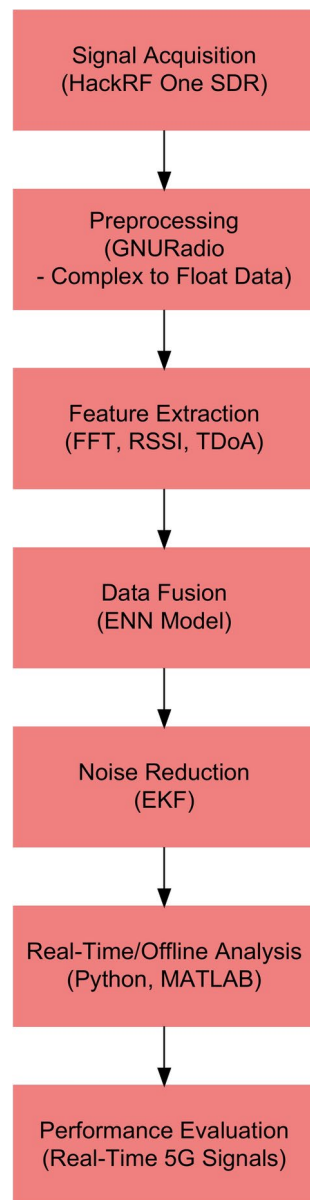 Signal Acquisition
(HackRF One SDR)
Preprocessing
(GNURadio
- Complex to Float Data)
Feature Extraction
(FFT, RSSI, TDoA)
Data Fusion
(ENN Model)
Noise Reduction
(EKF)
Real-Time/Offline Analysis
(Python, MATLAB)
Performance Evaluation
(Real-Time 5G Signals)